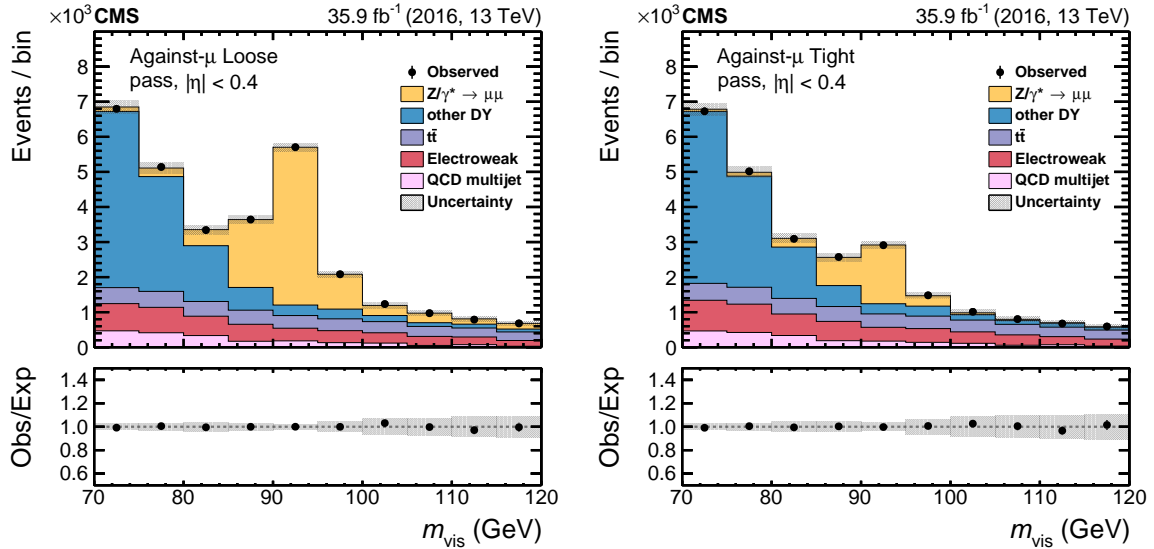 ×10³ CMS 35.9 fb⁻¹ (2016, 13 TeV)
Events / bin
Against-μ Loose
pass, |η| < 0.4
Observed
Z/γ* → μμ
other DY
tt̄
Electroweak
QCD multijet
Uncertainty
8
7
6
5
4
3
2
1
0
Obs/Exp
1.4
1.2
1.0
0.8
0.6
70 80 90 100 110 120
m_vis (GeV)
×10³ CMS 35.9 fb⁻¹ (2016, 13 TeV)
Events / bin
Against-μ Tight
pass, |η| < 0.4
Observed
Z/γ* → μμ
other DY
tt̄
Electroweak
QCD multijet
Uncertainty
8
7
6
5
4
3
2
1
0
Obs/Exp
1.4
1.2
1.0
0.8
0.6
70 80 90 100 110 120
m_vis (GeV)